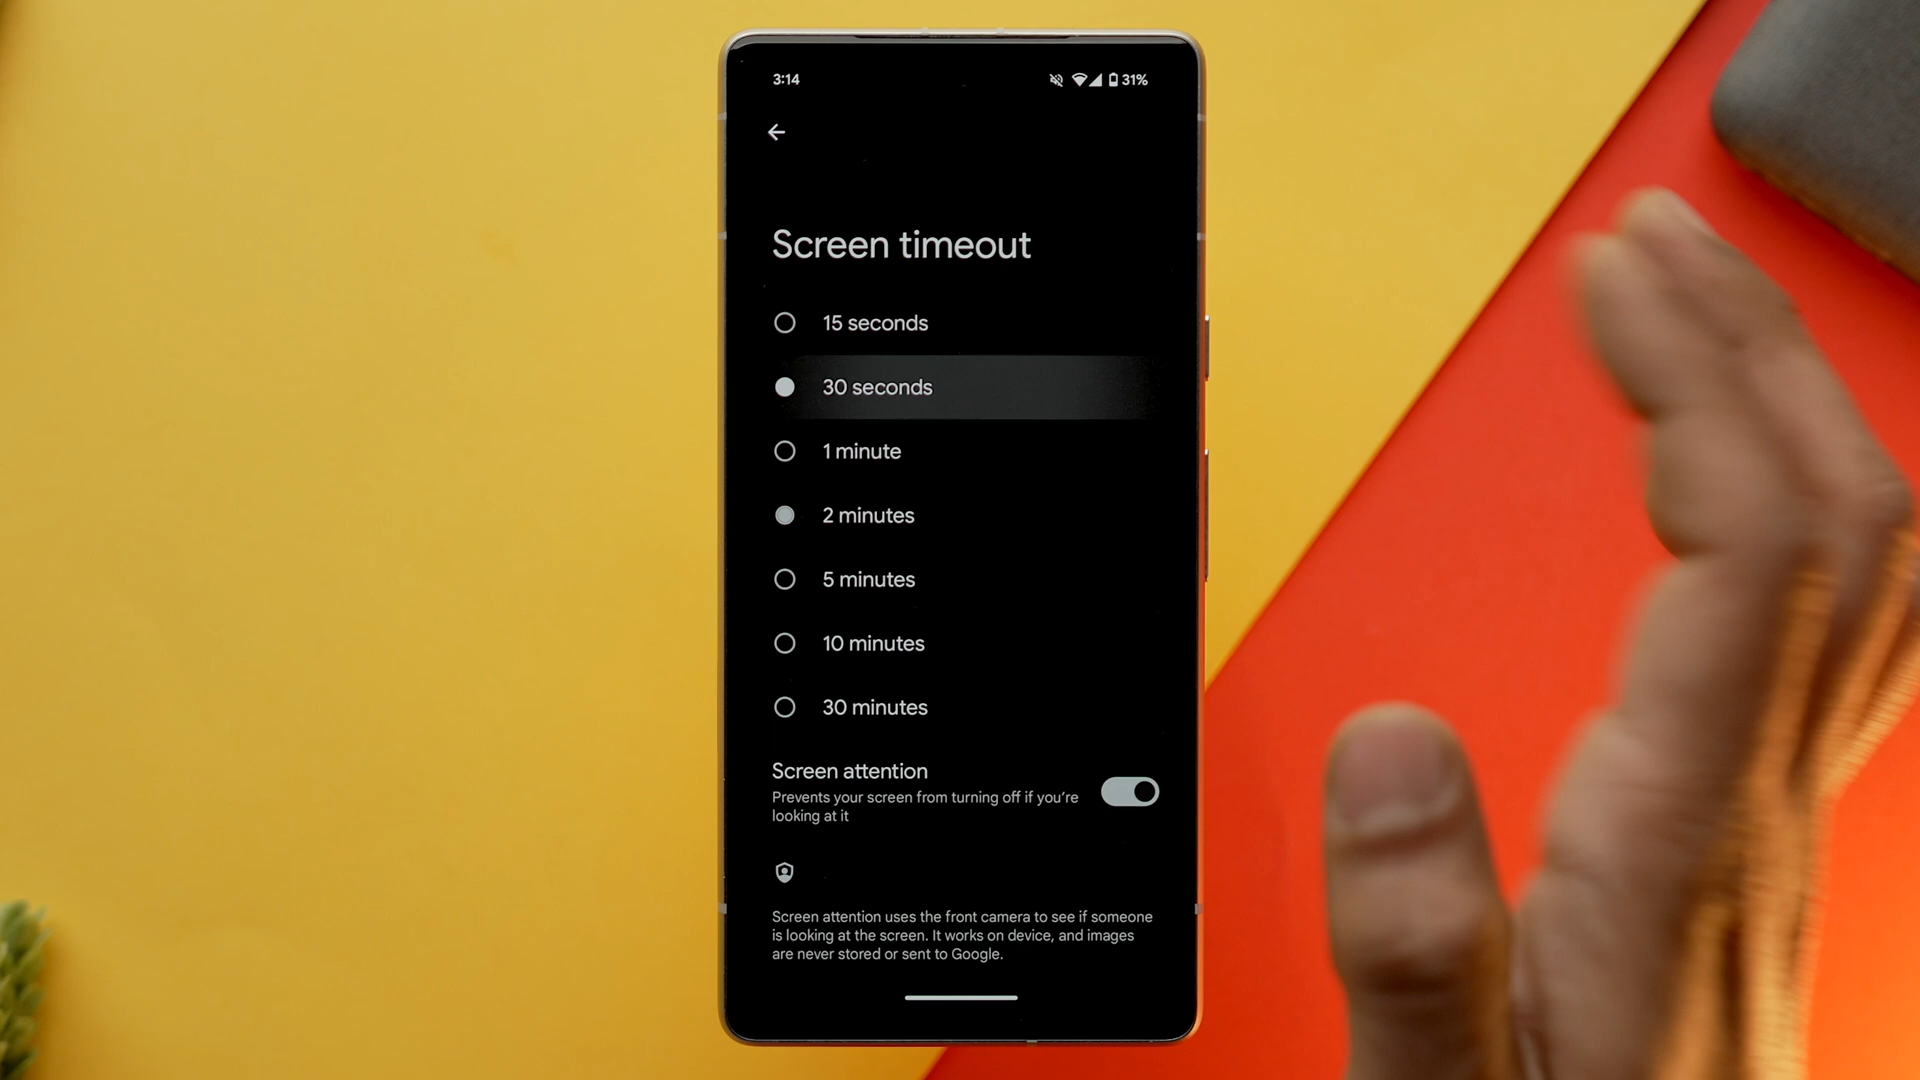 3:14
31%
Screen timeout
15 seconds
30 seconds
1 minute
2 minutes
5 minutes
10 minutes
30 minutes
Screen attention
Prevents your screen from turning off if you're
looking at it
Screen attention uses the front camera to see if someone
is looking at the screen. It works on device, and images
are never stored or sent to Google.